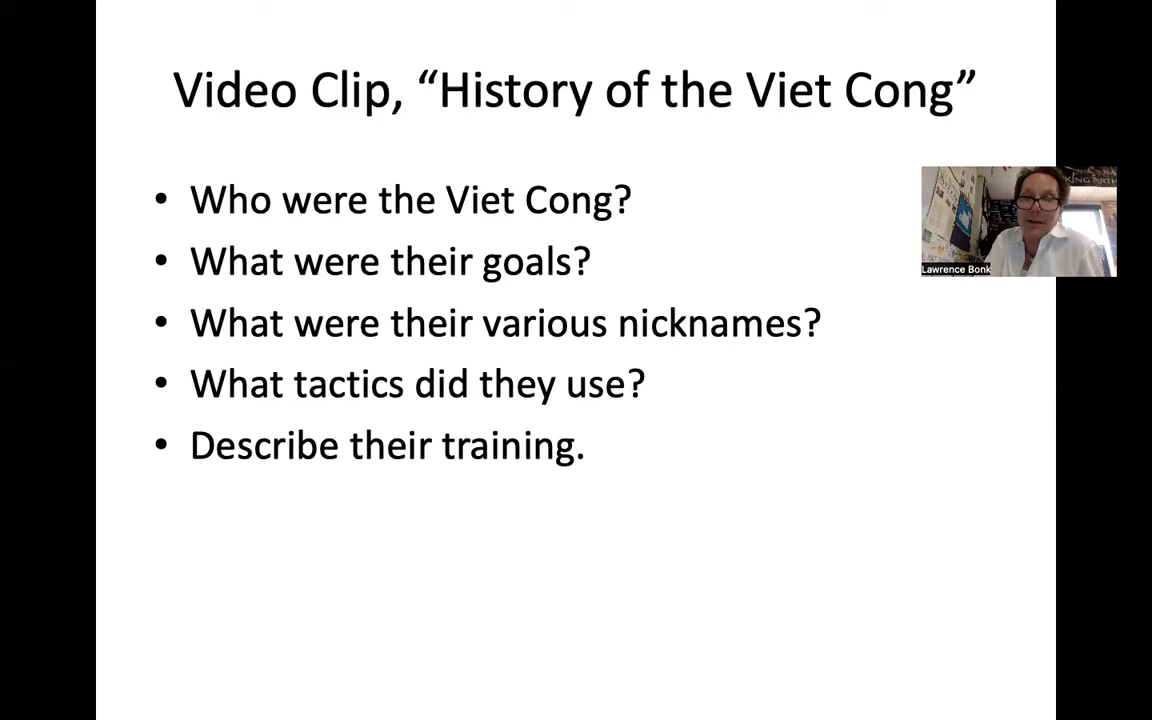 Video Clip, “History of the Viet Cong”
• Who were the Viet Cong?
• What were their goals?
• What were their various nicknames?
• What tactics did they use?
• Describe their training.
Lawrence Bonk